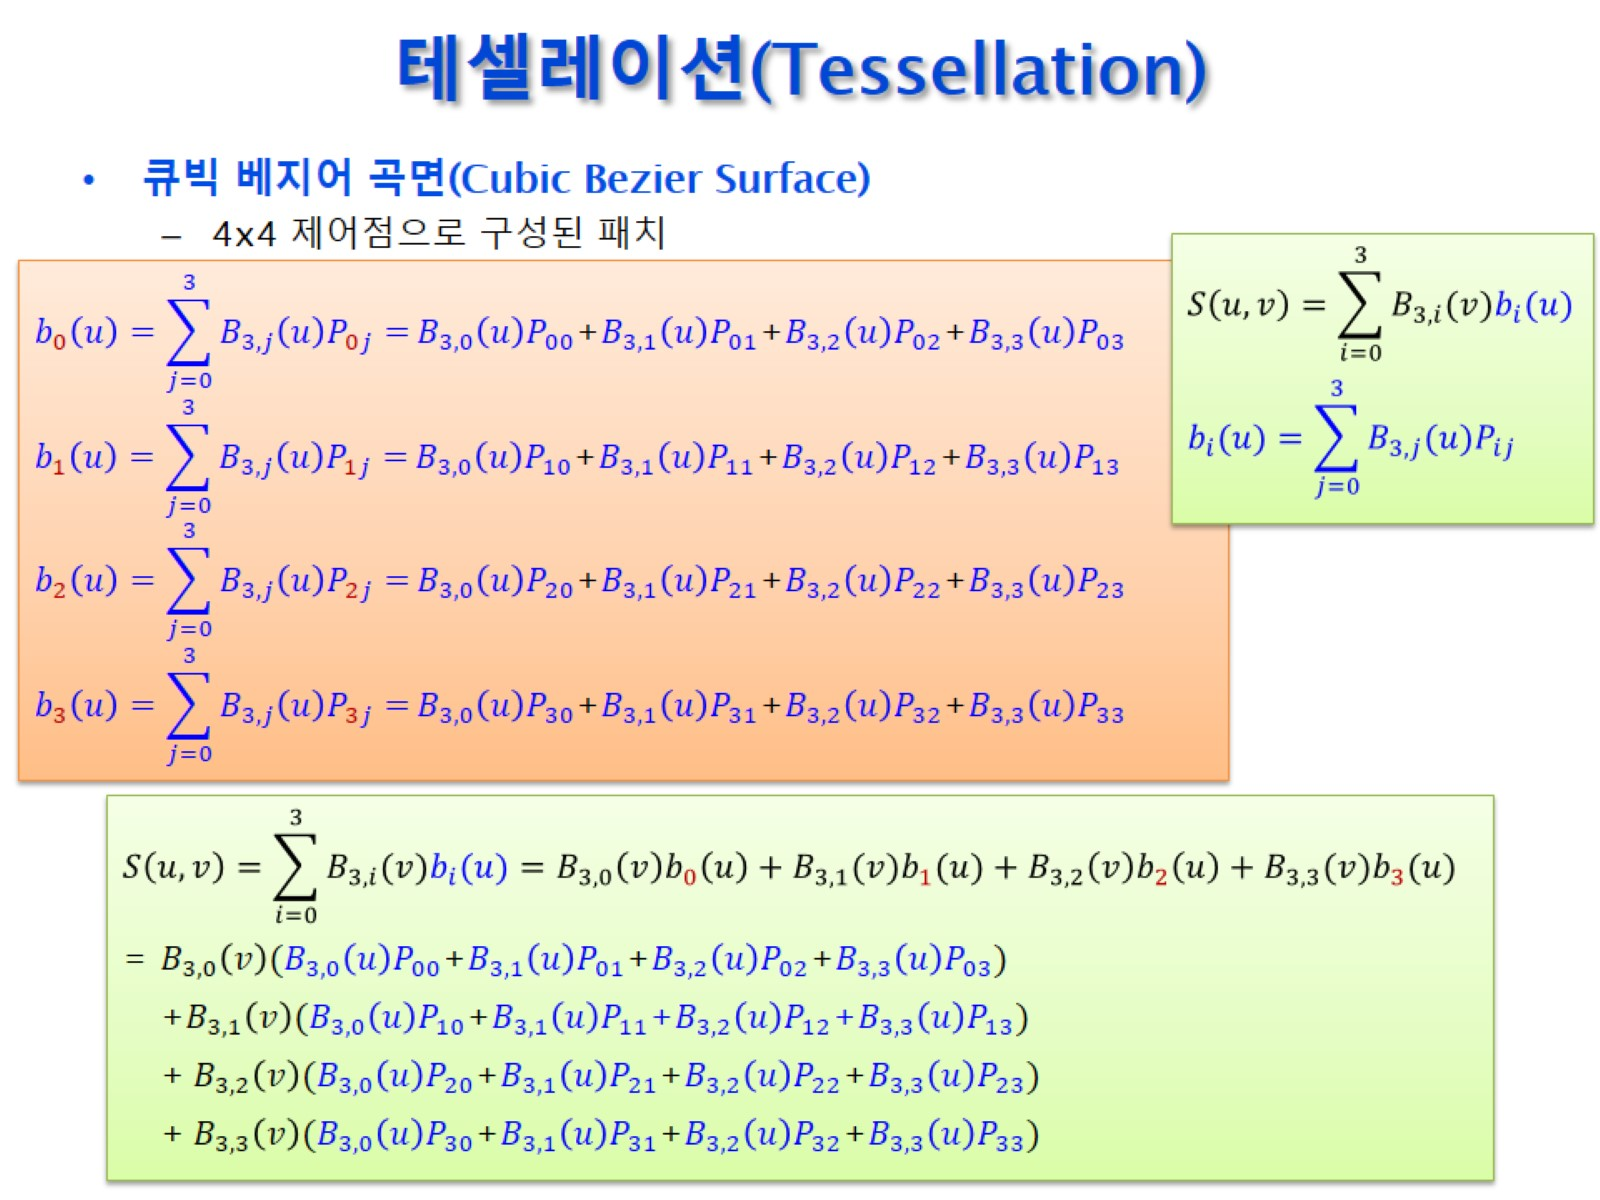 테셀레이션(Tessellation)
• 큐빅 베지어 곡면(Cubic Bezier Surface)
– 4x4 제어점으로 구성된 패치
$b_0(u) = \sum_{j=0}^{3} B_{3,j}(u)P_{0j} = B_{3,0}(u)P_{00}+B_{3,1}(u)P_{01}+B_{3,2}(u)P_{02}+B_{3,3}(u)P_{03}$
$b_1(u) = \sum_{j=0}^{3} B_{3,j}(u)P_{1j} = B_{3,0}(u)P_{10}+B_{3,1}(u)P_{11}+B_{3,2}(u)P_{12}+B_{3,3}(u)P_{13}$
$b_2(u) = \sum_{j=0}^{3} B_{3,j}(u)P_{2j} = B_{3,0}(u)P_{20}+B_{3,1}(u)P_{21}+B_{3,2}(u)P_{22}+B_{3,3}(u)P_{23}$
$b_3(u) = \sum_{j=0}^{3} B_{3,j}(u)P_{3j} = B_{3,0}(u)P_{30}+B_{3,1}(u)P_{31}+B_{3,2}(u)P_{32}+B_{3,3}(u)P_{33}$
$S(u,v) = \sum_{i=0}^{3} B_{3,i}(v)b_i(u)$
$b_i(u) = \sum_{j=0}^{3} B_{3,j}(u)P_{ij}$
$S(u,v) = \sum_{i=0}^{3} B_{3,i}(v)b_i(u) = B_{3,0}(v)b_0(u) + B_{3,1}(v)b_1(u) + B_{3,2}(v)b_2(u) + B_{3,3}(v)b_3(u)$
$= B_{3,0}(v)(B_{3,0}(u)P_{00}+B_{3,1}(u)P_{01}+B_{3,2}(u)P_{02}+B_{3,3}(u)P_{03})$
$+B_{3,1}(v)(B_{3,0}(u)P_{10}+B_{3,1}(u)P_{11}+B_{3,2}(u)P_{12}+B_{3,3}(u)P_{13})$
$+ B_{3,2}(v)(B_{3,0}(u)P_{20}+B_{3,1}(u)P_{21}+B_{3,2}(u)P_{22}+B_{3,3}(u)P_{23})$
$+ B_{3,3}(v)(B_{3,0}(u)P_{30}+B_{3,1}(u)P_{31}+B_{3,2}(u)P_{32}+B_{3,3}(u)P_{33})$